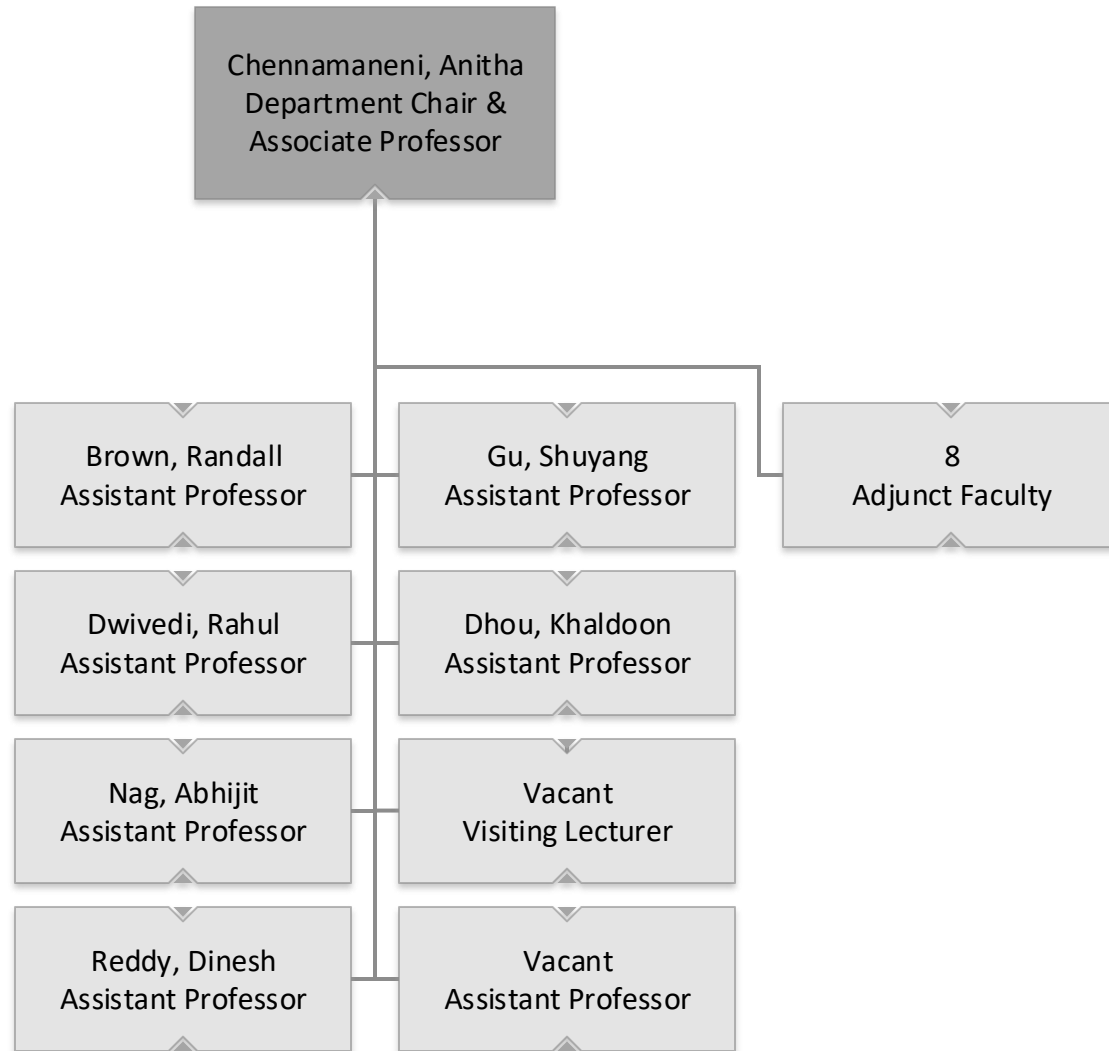 Chennamaneni, Anitha
Department Chair &
Associate Professor
Brown, Randall
Assistant Professor
Gu, Shuyang
Assistant Professor
8
Adjunct Faculty
Dwivedi, Rahul
Assistant Professor
Dhou, Khaldoon
Assistant Professor
Nag, Abhijit
Assistant Professor
Vacant
Visiting Lecturer
Reddy, Dinesh
Assistant Professor
Vacant
Assistant Professor